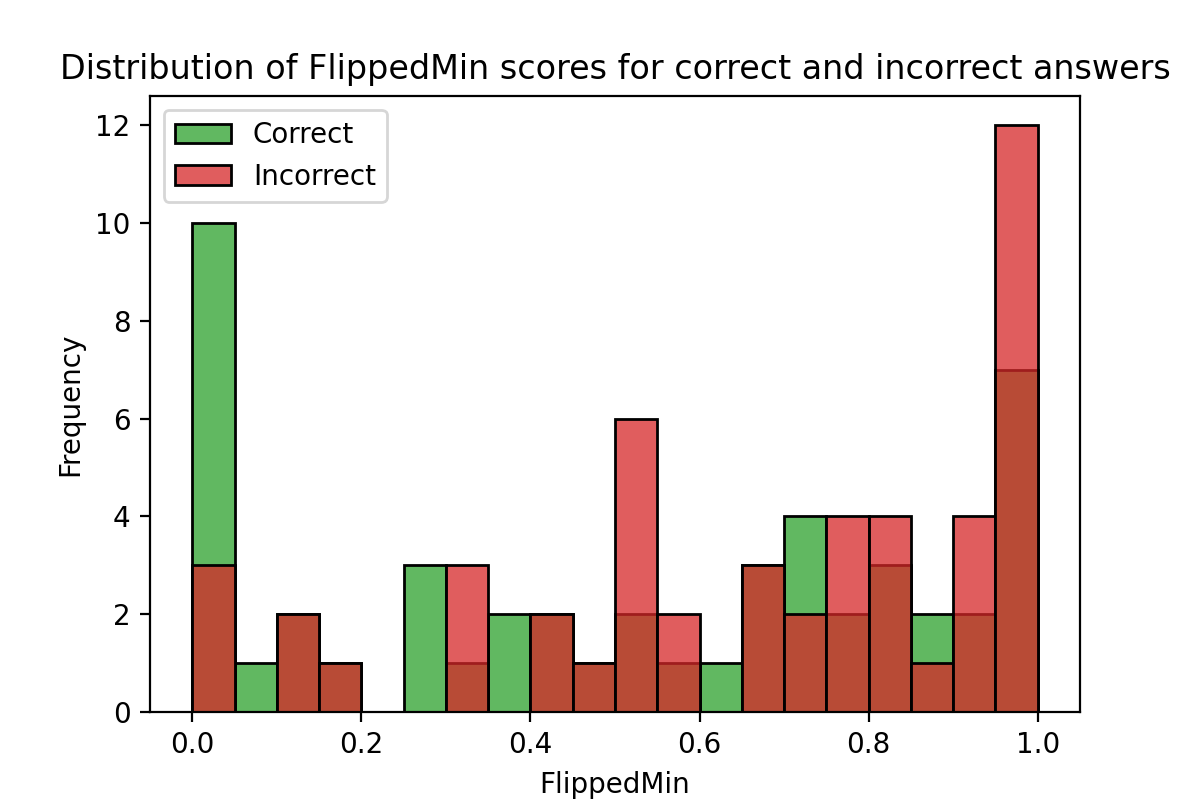 Distribution of FlippedMin scores for correct and incorrect answers
Correct
Incorrect
12
10
8
6
4
2
0
Frequency
0.0 0.2 0.4 0.6 0.8 1.0
FlippedMin